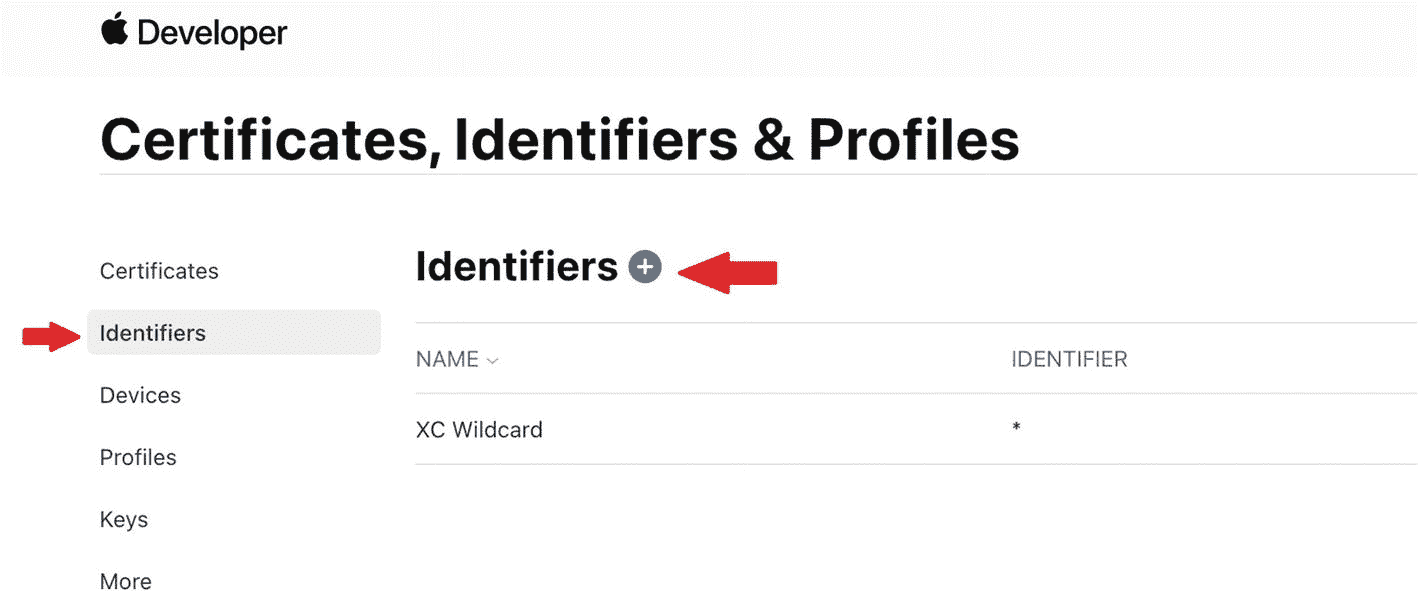 Developer
Certificates, Identifiers & Profiles
Certificates
Identifiers
Devices
Profiles
Keys
More
Identifiers +
NAME
IDENTIFIER
XC Wildcard
*